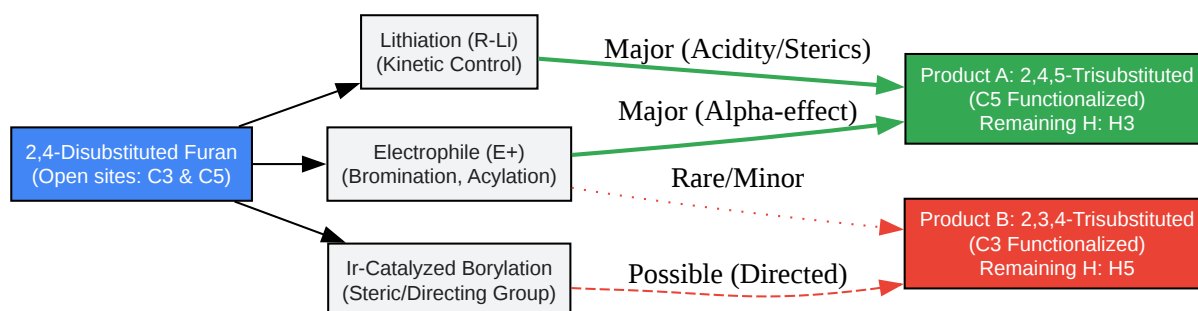 2,4-Disubstituted Furan
(Open sites: C3 & C5)
Lithiation (R-Li)
(Kinetic Control)
Electrophile (E+)
(Bromination, Acylation)
Ir-Catalyzed Borylation
(Steric/Directing Group)
Major (Acidity/Sterics)
Major (Alpha-effect)
Rare/Minor
Possible (Directed)
Product A: 2,4,5-Trisubstituted
(C5 Functionalized)
Remaining H: H3
Product B: 2,3,4-Trisubstituted
(C3 Functionalized)
Remaining H: H5